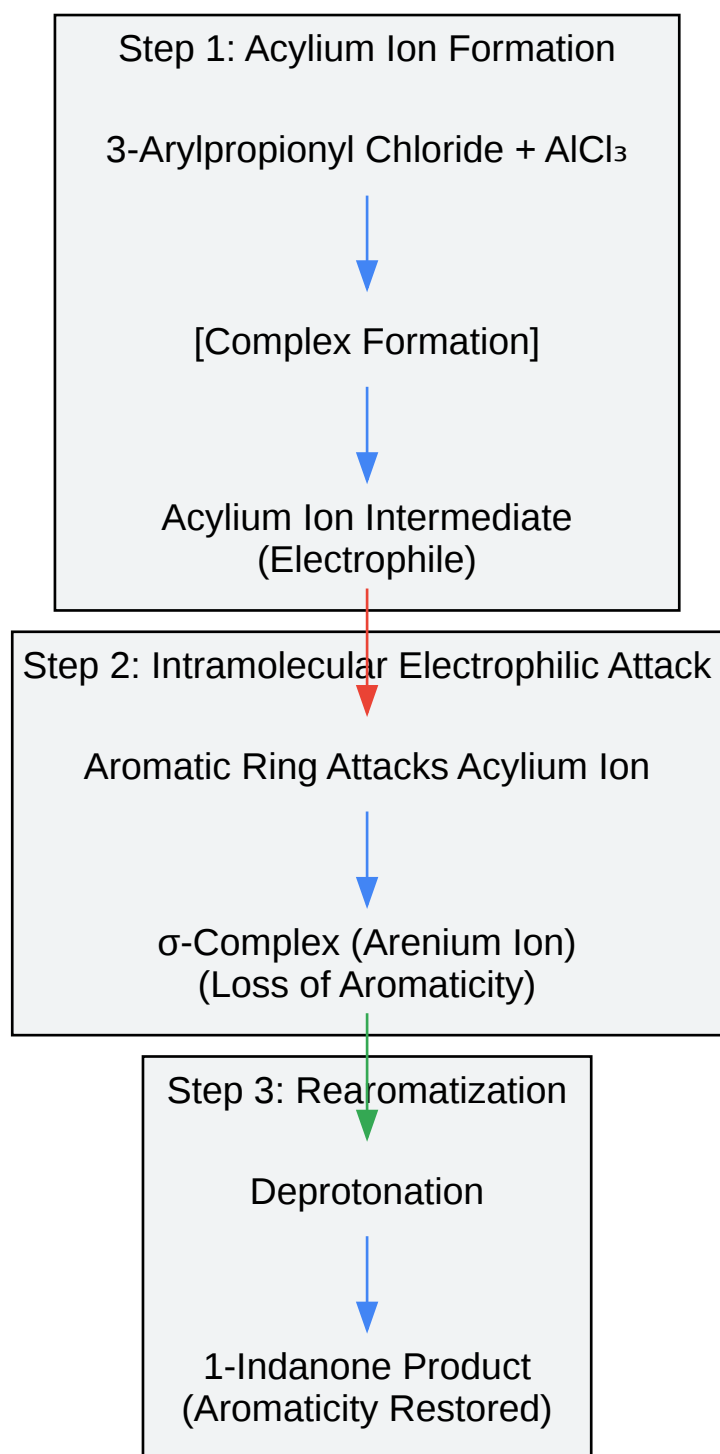 Step 1: Acylium Ion Formation
3-Arylpropionyl Chloride + AlCl₃
[Complex Formation]
Acylium Ion Intermediate
(Electrophile)
Step 2: Intramolecular Electrophilic Attack
Aromatic Ring Attacks Acylium Ion
σ-Complex (Arenium Ion)
(Loss of Aromaticity)
Step 3: Rearomatization
Deprotonation
1-Indanone Product
(Aromaticity Restored)